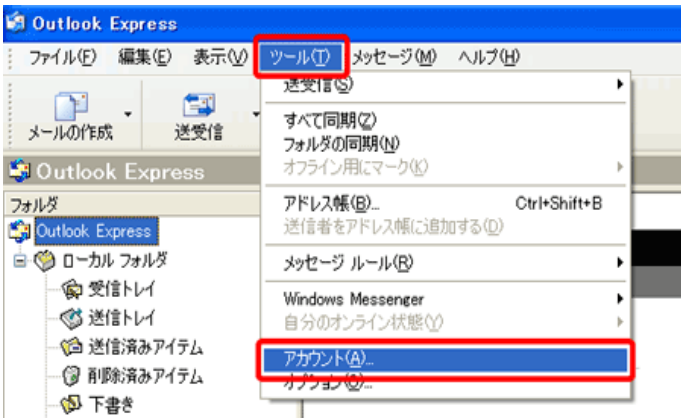 Outlook Express
ファイル(F) 編集(E) 表示(V) ツール(T) メッセージ(M) ヘルプ(H)
送受信(S)
すべて同期(Z)
フォルダの同期(N)
オフライン用にマーク(K)
アドレス帳(B)... Ctrl+Shift+B
送信者をアドレス帳に追加する(D)
メッセージ ルール(R)
Windows Messenger
自分のオンライン状態(Y)
アカウント(A)...
オプション(O)...
メールの作成 送受信
Outlook Express
フォルダ
Outlook Express
ローカル フォルダ
受信トレイ
送信トレイ
送信済みアイテム
削除済みアイテム
下書き